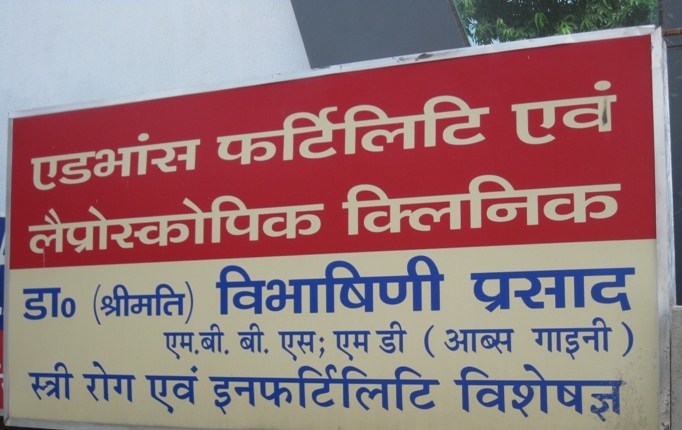 एडभांस फर्टिलिटि एवं
लैप्रोस्कोपिक क्लिनिक
डा० (श्रीमति) विभाषिणी प्रसाद
एम.बी. बी. एस; एम डी ( आब्स गाइनी )
स्त्री रोग एवं इनफर्टिलिटि विशेषज्ञ